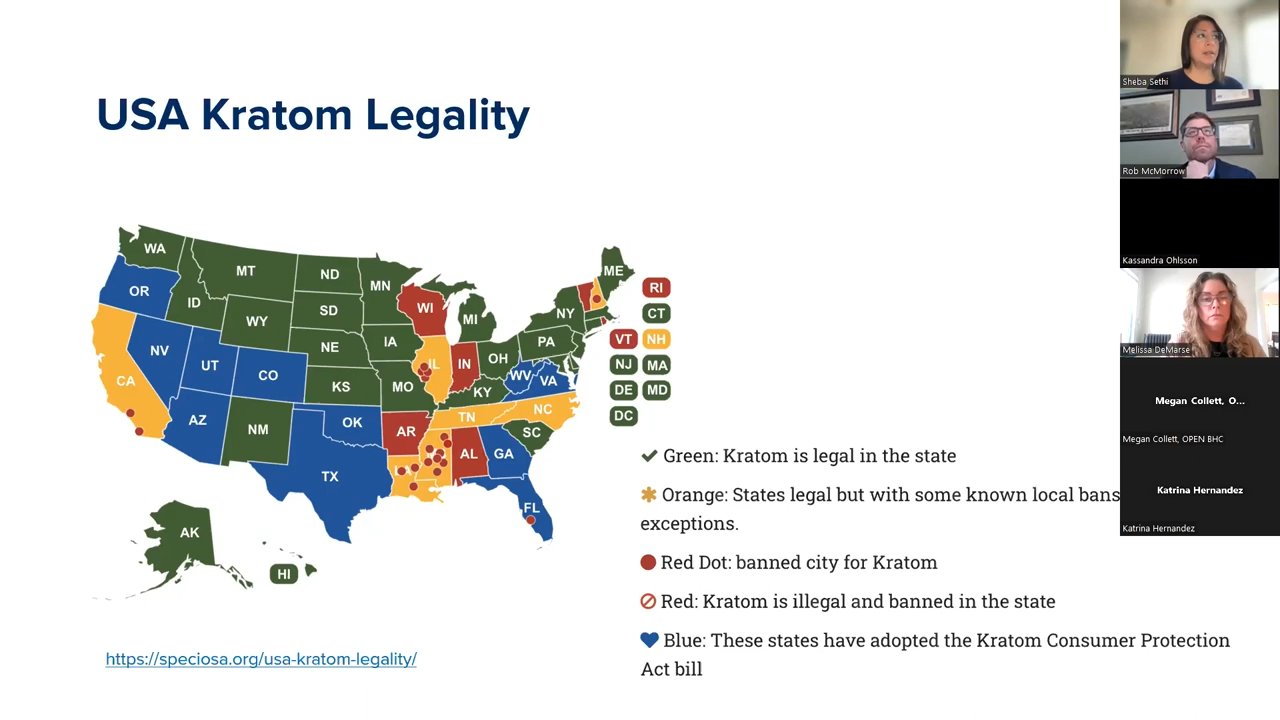 USA Kratom Legality
WA
MT
ND
MN
ME
OR
ID
SD
WI
MI
NY
RI
WY
CT
IA
PA
VT
NH
NE
NV
UT
IL
IN
OH
NJ
MA
CO
WV
VA
CA
KS
MO
KY
DE
MD
NC
TN
DC
AZ
OK
NM
AR
SC
AL
GA
TX
FL
AK
HI
✔ Green: Kratom is legal in the state
✱ Orange: States legal but with some known local bans
exceptions.
Red Dot: banned city for Kratom
Red: Kratom is illegal and banned in the state
Blue: These states have adopted the Kratom Consumer Protection
Act bill
https://speciosa.org/usa-kratom-legality/
Sheba Sethi
Rob McMorrow
Kassandra Ohlsson
Melissa DeMarse
Megan Collett, O...
Megan Collett, OPEN BHC
Katrina Hernandez
Katrina Hernandez